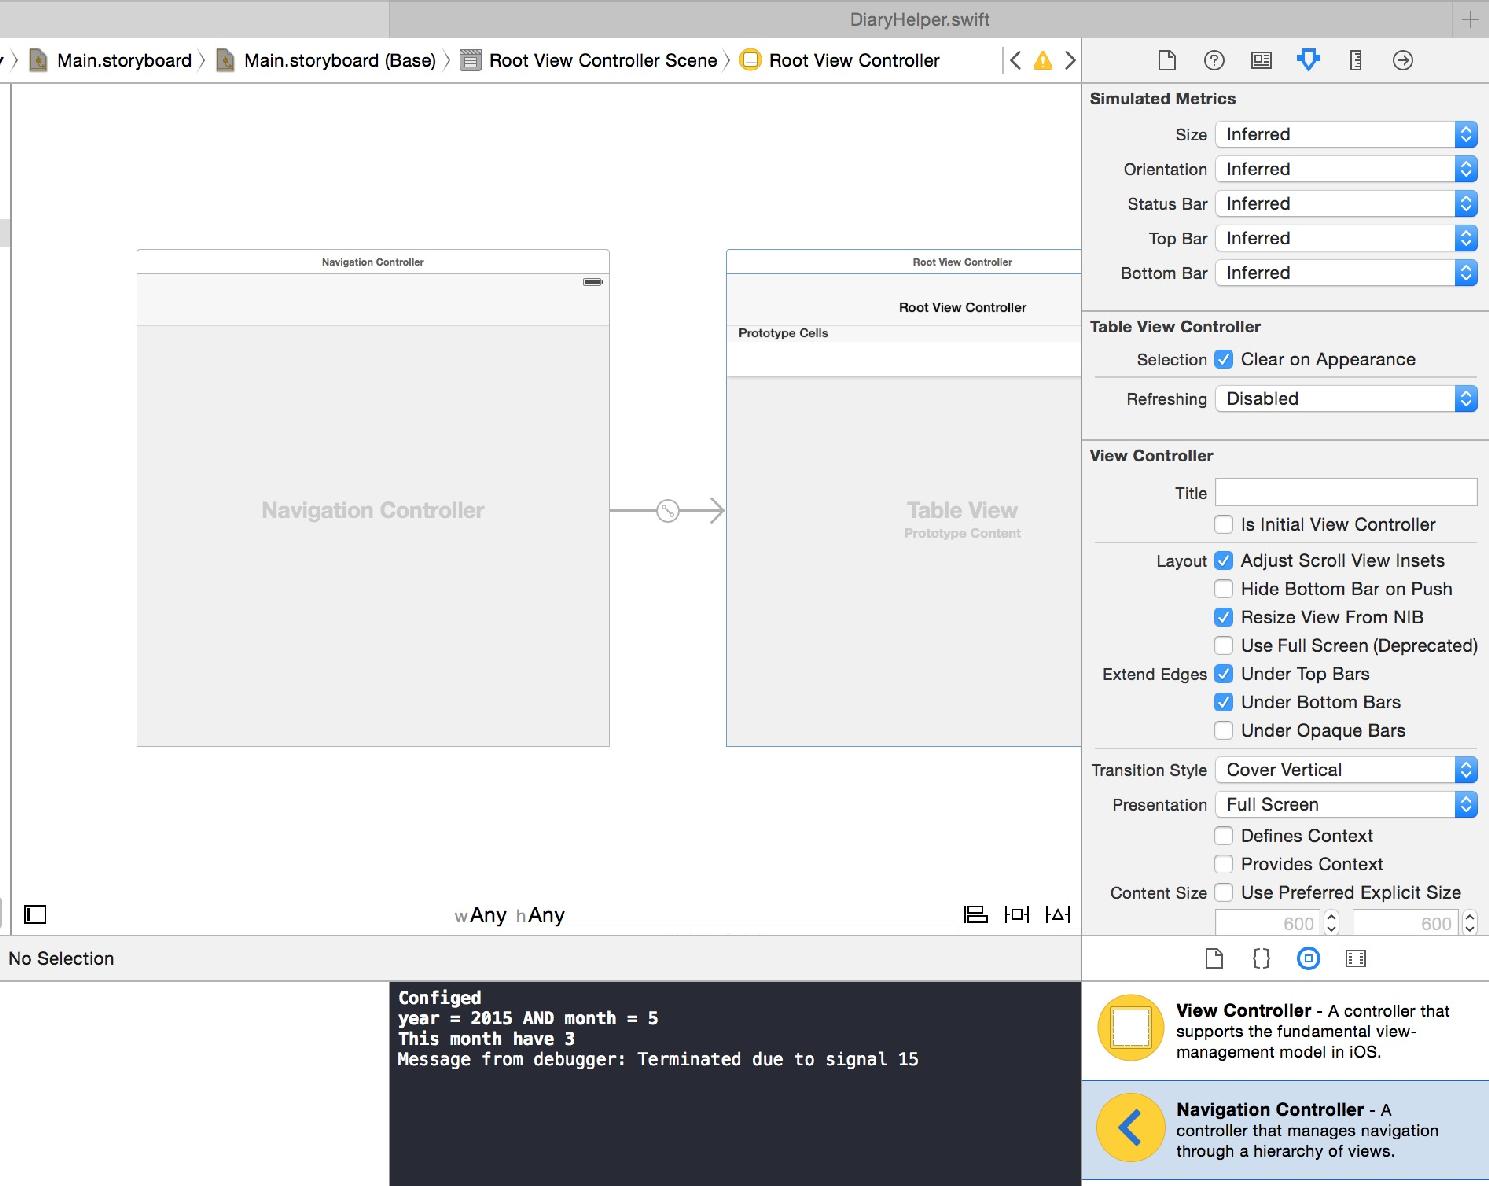 DiaryHelper.swift
Main.storyboard
Main.storyboard (Base)
Root View Controller Scene
Root View Controller
Simulated Metrics
Size Inferred
Orientation Inferred
Status Bar Inferred
Top Bar Inferred
Bottom Bar Inferred
Navigation Controller
Root View Controller
Root View Controller
Prototype Cells
Navigation Controller
Table View
Prototype Content
Table View Controller
Selection Clear on Appearance
Refreshing Disabled
View Controller
Title
Is Initial View Controller
Layout Adjust Scroll View Insets
Hide Bottom Bar on Push
Resize View From NIB
Use Full Screen (Deprecated)
Extend Edges Under Top Bars
Under Bottom Bars
Under Opaque Bars
Transition Style Cover Vertical
Presentation Full Screen
Defines Context
Provides Context
Content Size Use Preferred Explicit Size
600 600
wAny hAny
No Selection
Configed
year = 2015 AND month = 5
This month have 3
Message from debugger: Terminated due to signal 15
View Controller - A controller that
supports the fundamental view-
management model in iOS.
Navigation Controller - A
controller that manages navigation
through a hierarchy of views.